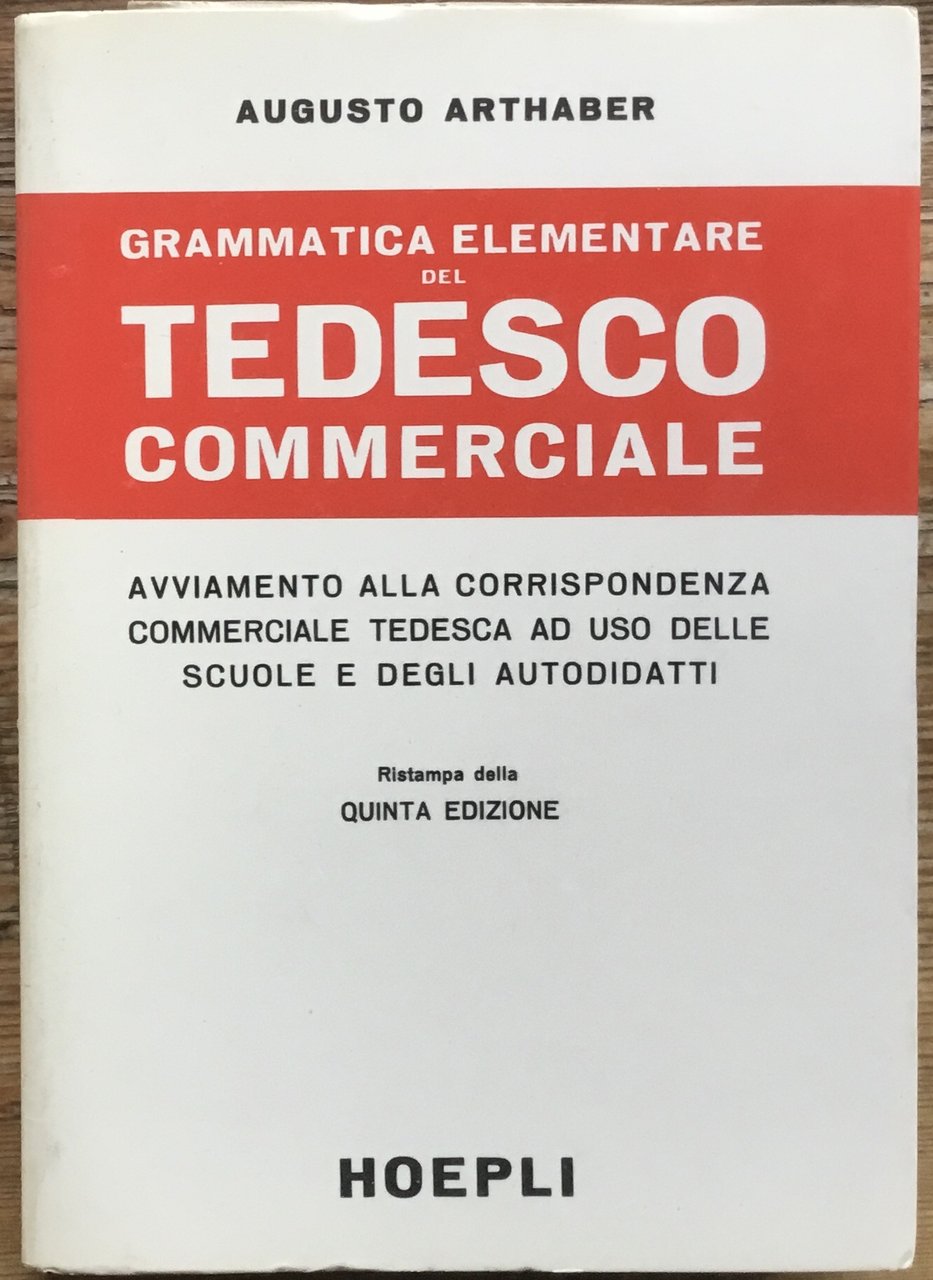 AUGUSTO ARTHABER
GRAMMATICA ELEMENTARE
DEL
TEDESCO
COMMERCIALE
AVVIAMENTO ALLA CORRISPONDENZA
COMMERCIALE TEDESCA AD USO DELLE
SCUOLE E DEGLI AUTODIDATTI
Ristampa della
QUINTA EDIZIONE
HOEPLI